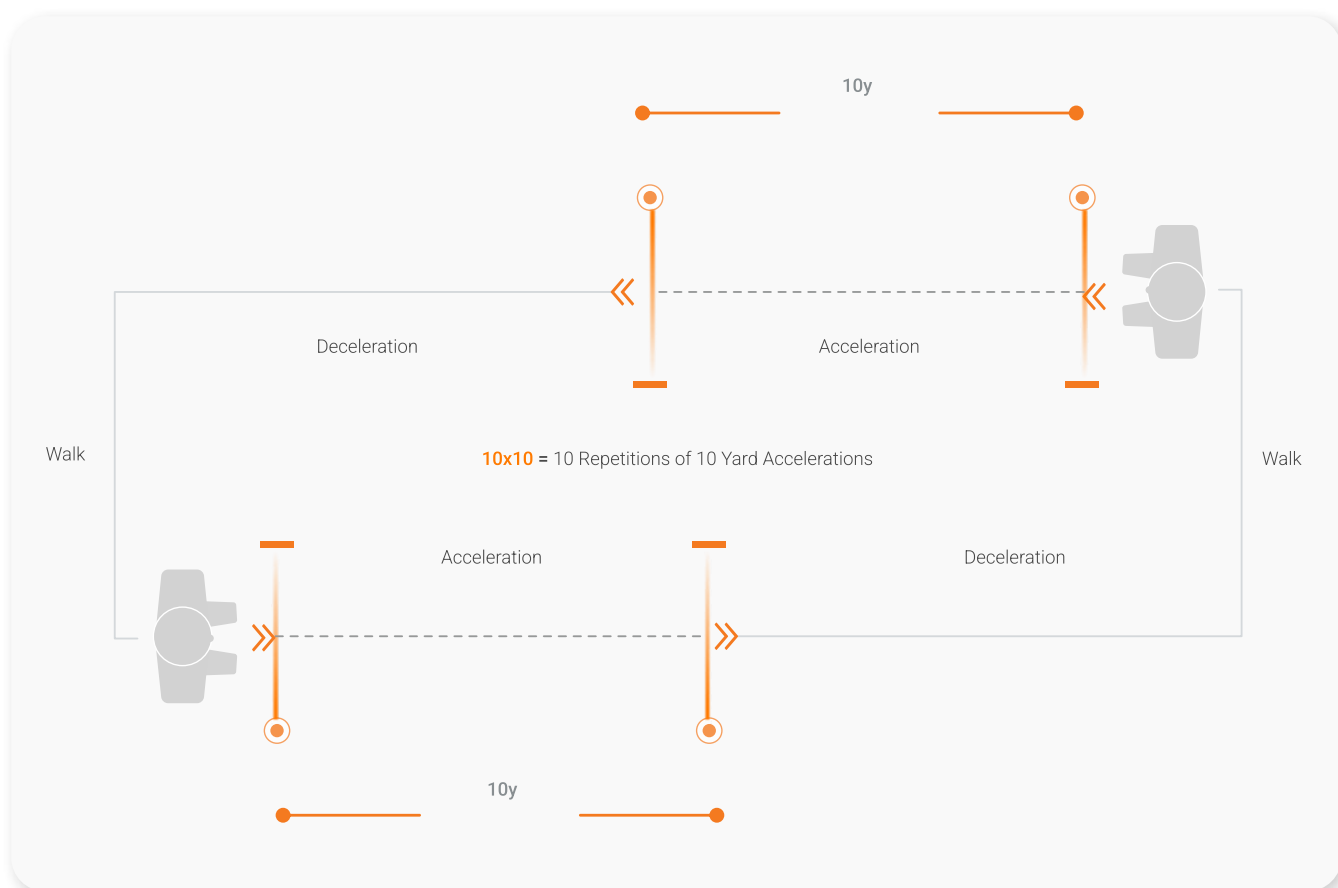 10y
Deceleration
Acceleration
Walk
10x10 = 10 Repetitions of 10 Yard Accelerations
Walk
Acceleration
Deceleration
10y